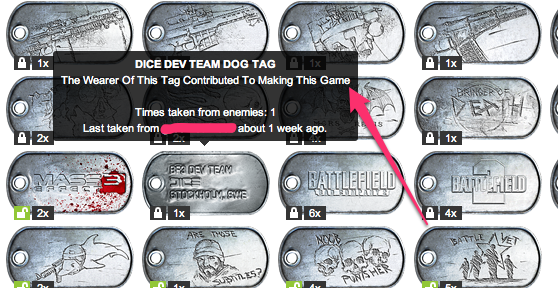 1x
1x
1x
1x
DICE DEV TEAM DOG TAG
The Wearer Of This Tag Contributed To Making This Game
Times taken from enemies: 1
Last taken from about 1 week ago.
BRINGER OF
DEATH
2x
2x
MASS
EFFECT 3
BF3 DEV TEAM
DICE
STOCKHOLM, SWE
BATTLEFIELD
2
BATTLEFIELD
2x
1x
6x
4x
ARE THOSE
SUBTITLES?
NOOB
PUNISHER
BATTLE VET
2x
2x
5x